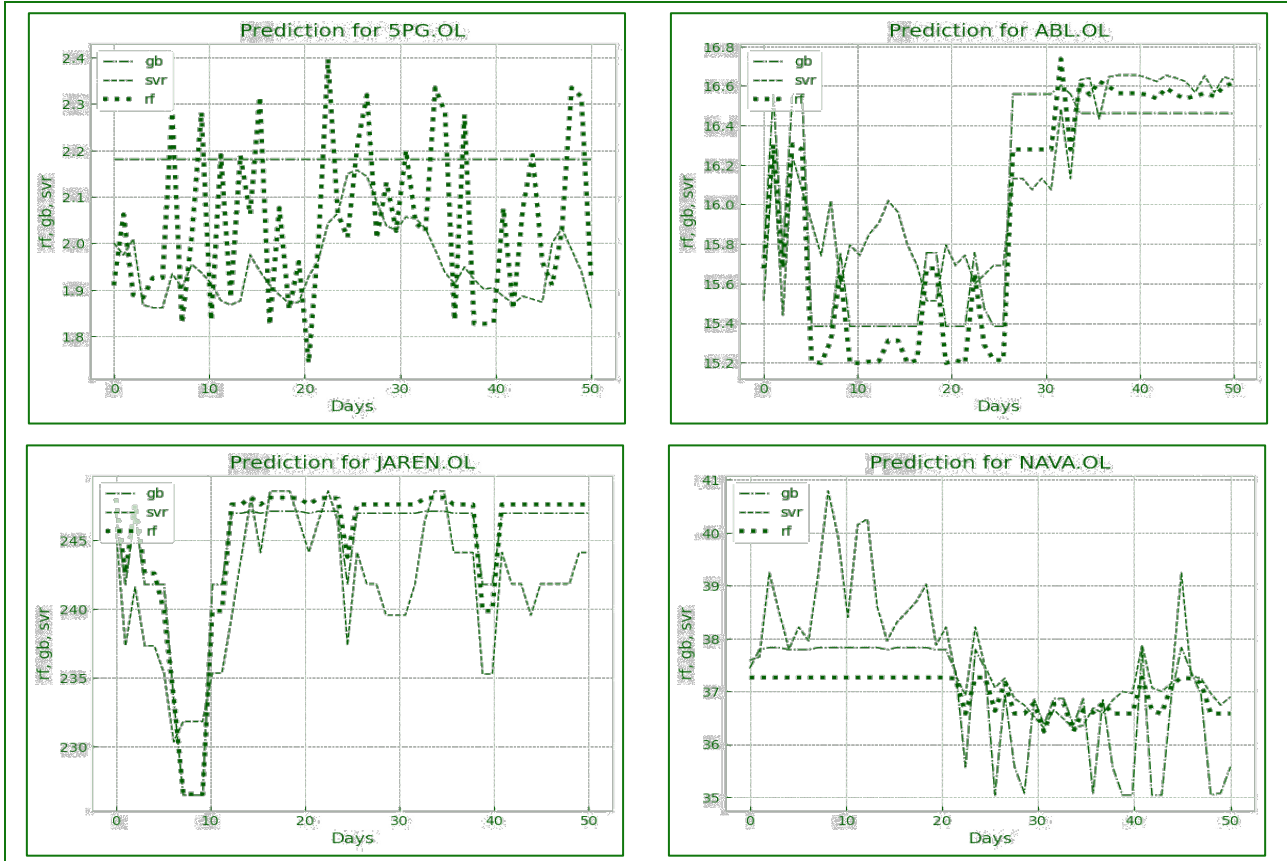 Prediction for 5PG.OL
2.4
2.3
2.2
2.1
2.0
1.9
1.8
rf, gb, svr
gb
svr
rf
0 10 20 30 40 50
Days
Prediction for ABL.OL
16.8
16.6
16.4
16.2
16.0
15.8
15.6
15.4
15.2
rf, gb, svr
gb
svr
rf
0 10 20 30 40 50
Days
Prediction for JAREN.OL
245
240
235
230
rf, gb, svr
gb
svr
rf
0 10 20 30 40 50
Days
Prediction for NAVA.OL
41
40
39
38
37
36
35
rf, gb, svr
gb
svr
rf
0 10 20 30 40 50
Days